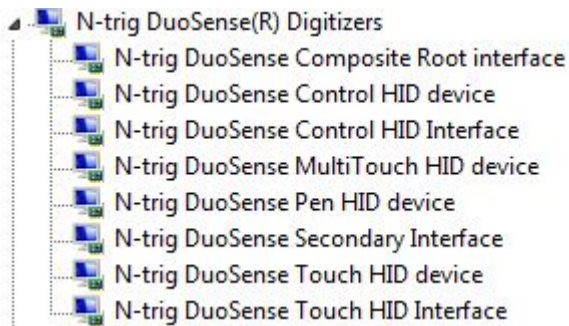 N-trig DuoSense(R) Digitizers
N-trig DuoSense Composite Root interface
N-trig DuoSense Control HID device
N-trig DuoSense Control HID Interface
N-trig DuoSense MultiTouch HID device
N-trig DuoSense Pen HID device
N-trig DuoSense Secondary Interface
N-trig DuoSense Touch HID device
N-trig DuoSense Touch HID Interface